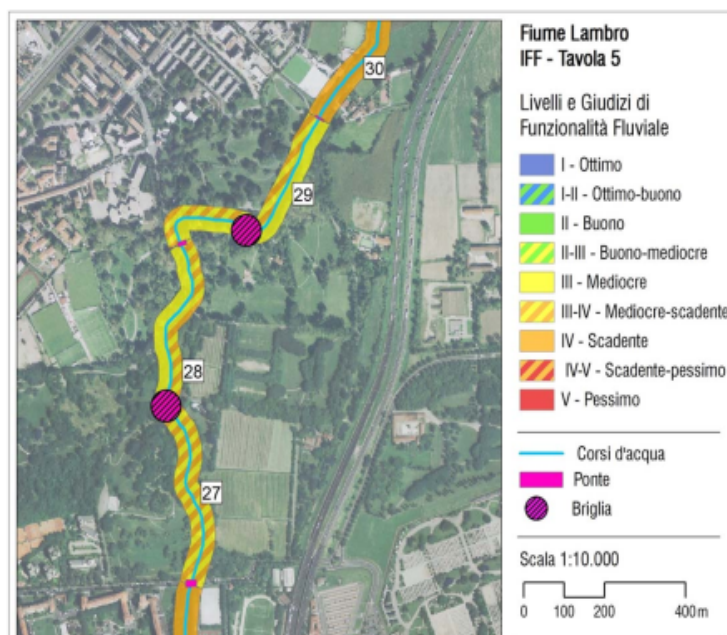 30
29
28
27
Fiume Lambro
IFF - Tavola 5
Livelli e Giudizi di
Funzionalità Fluviale
I - Ottimo
I-II - Ottimo-buono
II - Buono
II-III - Buono-mediocre
III - Mediocre
III-IV - Mediocre-scadente
IV - Scadente
IV-V - Scadente-pessimo
V - Pessimo
Corsi d'acqua
Ponte
Briglia
Scala 1:10.000
0 100 200 400 m